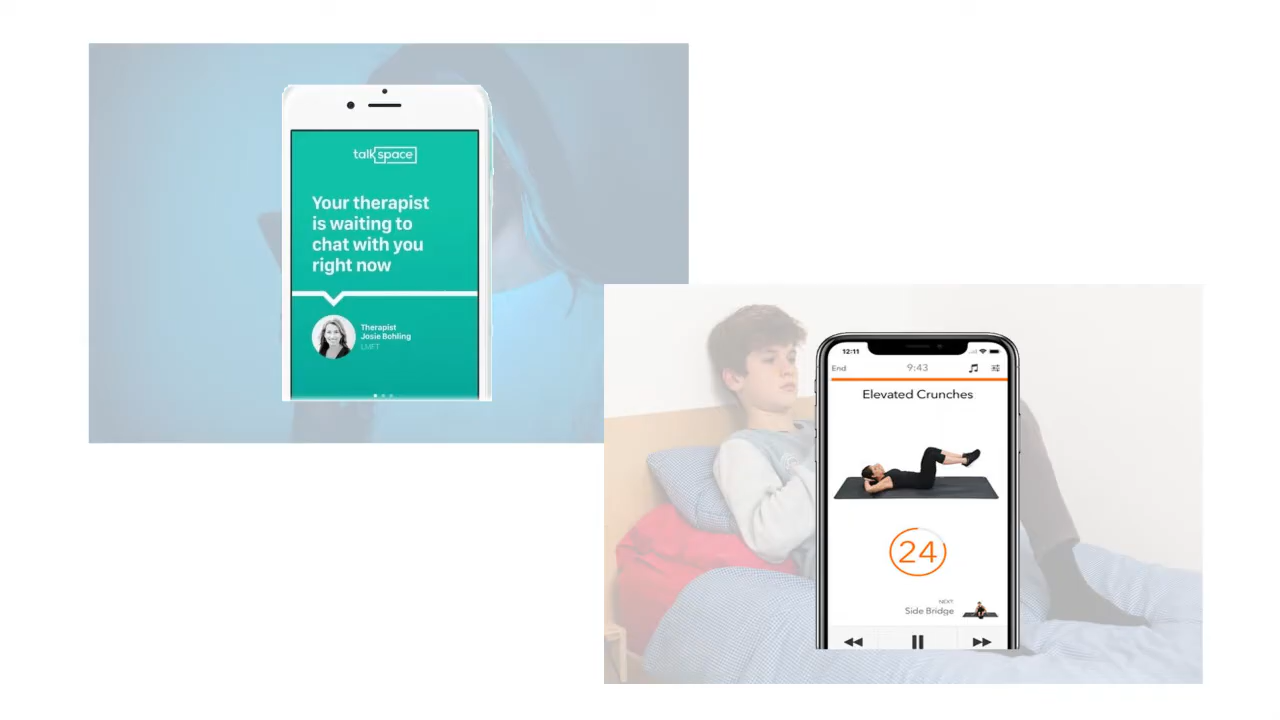 talkspace
Your therapist
is waiting to
chat with you
right now
Therapist
Josie Bohling
LMFT
12:11
End 9:43
Elevated Crunches
24
NEXT:
Side Bridge